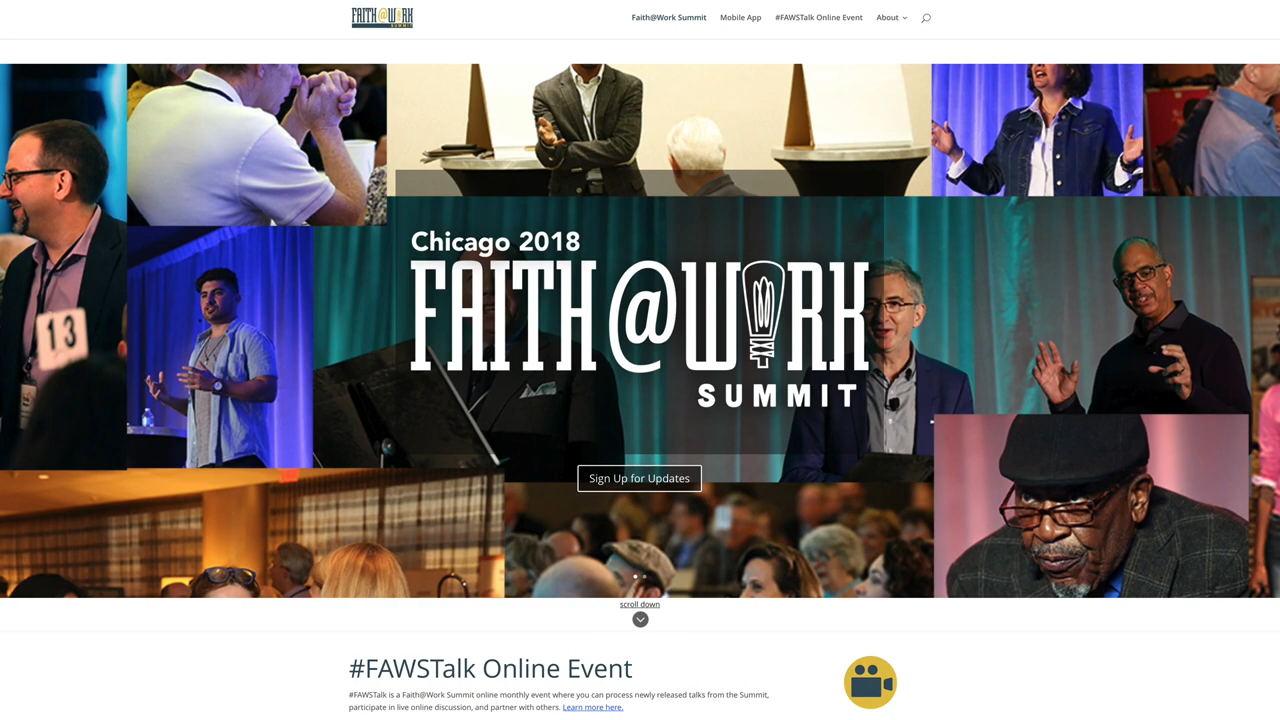 FAITH@WORK
SUMMIT
Faith@Work Summit
Mobile App
#FAWSTalk Online Event
About
13
Chicago 2018
FAITH@WORK
SUMMIT
Sign Up for Updates
scroll down
#FAWSTalk Online Event
#FAWSTalk is a Faith@Work Summit online monthly event where you can process newly released talks from the Summit,
participate in live online discussion, and partner with others. Learn more here.